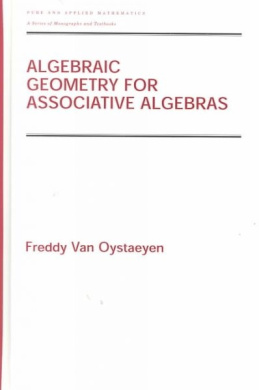 PURE AND APPLIED MATHEMATICS
A Series of Monographs and Textbooks
ALGEBRAIC
GEOMETRY FOR
ASSOCIATIVE ALGEBRAS
Freddy Van Oystaeyen